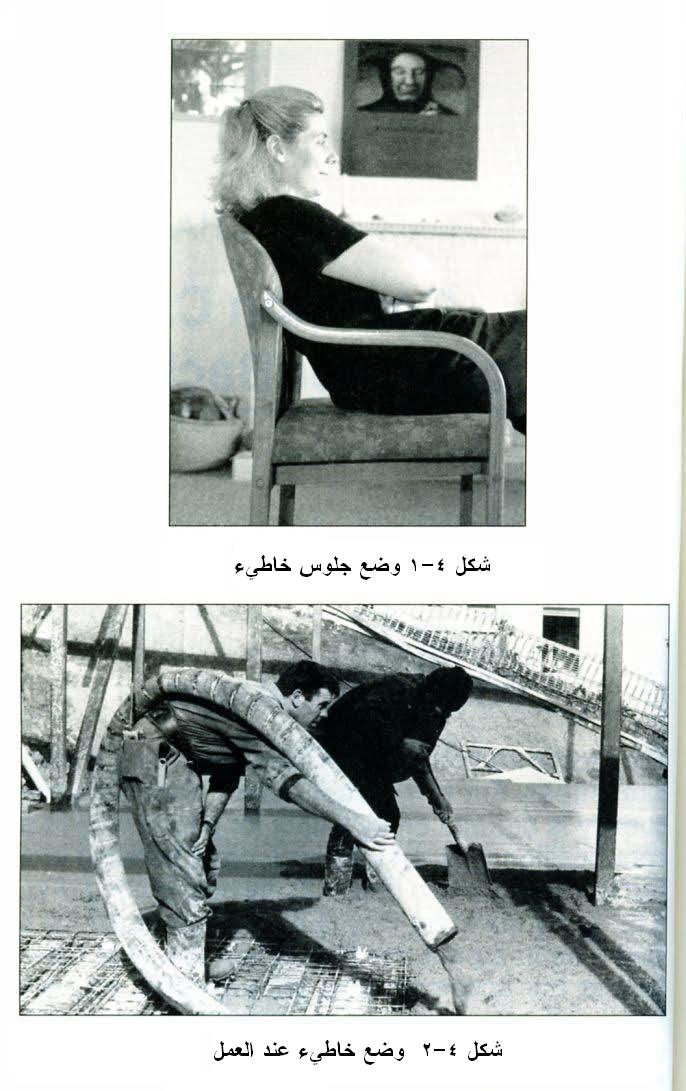 شكل ٤-١ وضع جلوس خاطيء
شكل ٤-٢ وضع خاطيء عند العمل